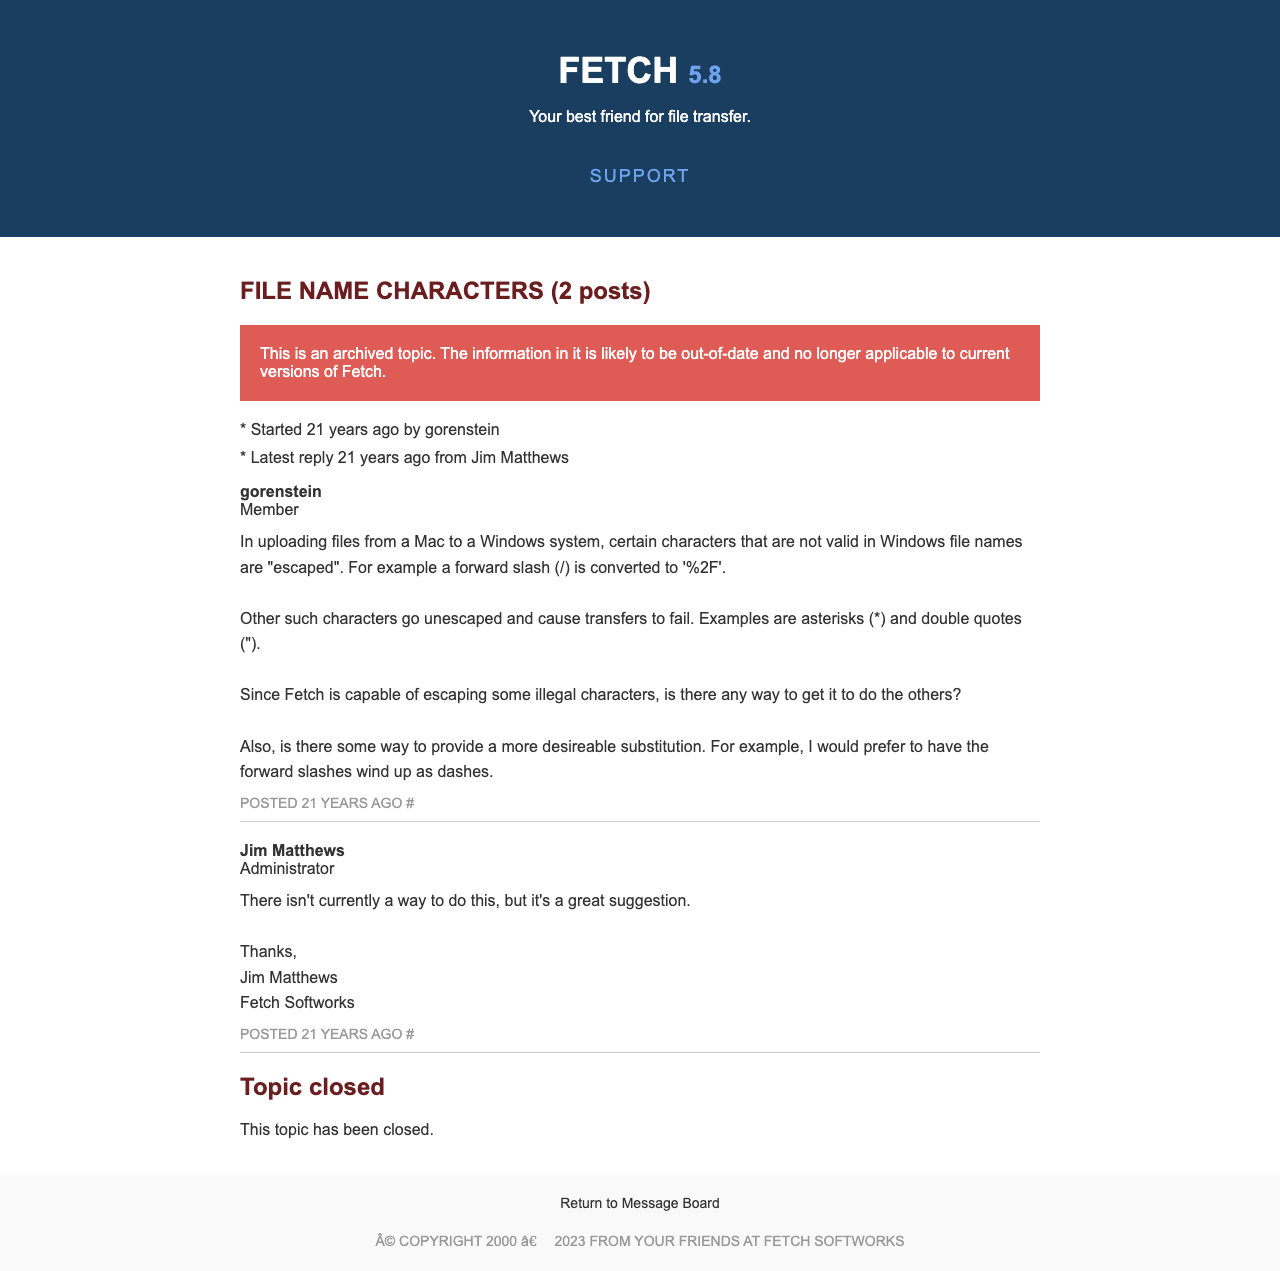 FETCH 5.8
Your best friend for file transfer.
SUPPORT
FILE NAME CHARACTERS (2 posts)
This is an archived topic. The information in it is likely to be out-of-date and no longer applicable to current
versions of Fetch.
* Started 21 years ago by gorenstein
* Latest reply 21 years ago from Jim Matthews
gorenstein
Member
In uploading files from a Mac to a Windows system, certain characters that are not valid in Windows file names
are "escaped". For example a forward slash (/) is converted to '%2F'.
Other such characters go unescaped and cause transfers to fail. Examples are asterisks (*) and double quotes
(").
Since Fetch is capable of escaping some illegal characters, is there any way to get it to do the others?
Also, is there some way to provide a more desireable substitution. For example, I would prefer to have the
forward slashes wind up as dashes.
POSTED 21 YEARS AGO #
Jim Matthews
Administrator
There isn't currently a way to do this, but it's a great suggestion.
Thanks,
Jim Matthews
Fetch Softworks
POSTED 21 YEARS AGO #
Topic closed
This topic has been closed.
Return to Message Board
Â© COPYRIGHT 2000 â€ 2023 FROM YOUR FRIENDS AT FETCH SOFTWORKS